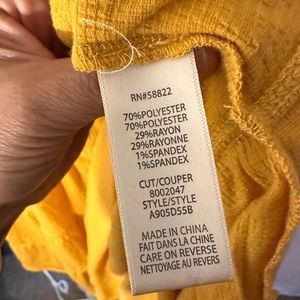 RN#58822
70%POLYESTER
70%POLYESTER
29%RAYON
29%RAYONNE
1%SPANDEX
1%SPANDEX
CUT/COUPER
8002047
STYLE/STYLE
A905D55B
MADE IN CHINA
FAIT DANS LA CHINE
CARE ON REVERSE
NETTOYAGE AU REVERS